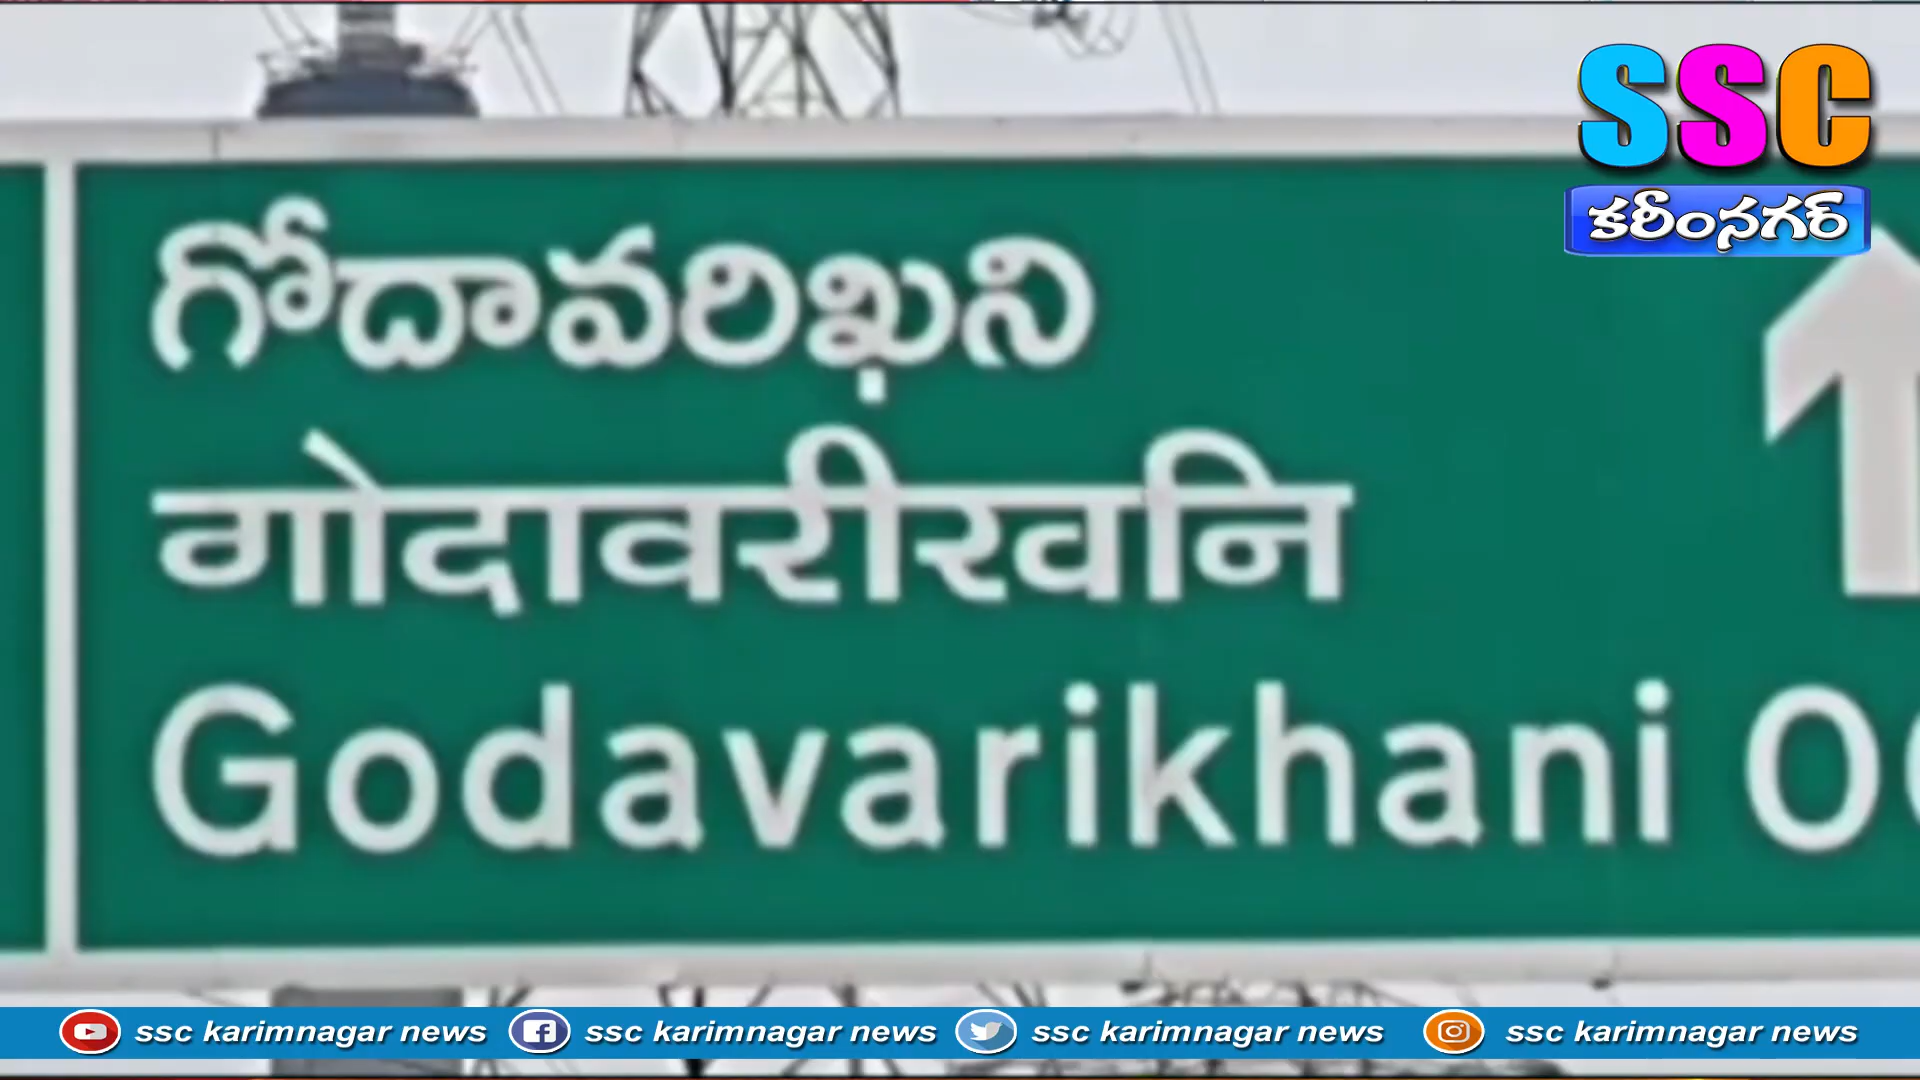 SSC
కరీంనగర్
గోదావరిఖని
गोदावरीखनि
Godavarikhani
ssc karimnagar news ssc karimnagar news ssc karimnagar news ssc karimnagar news